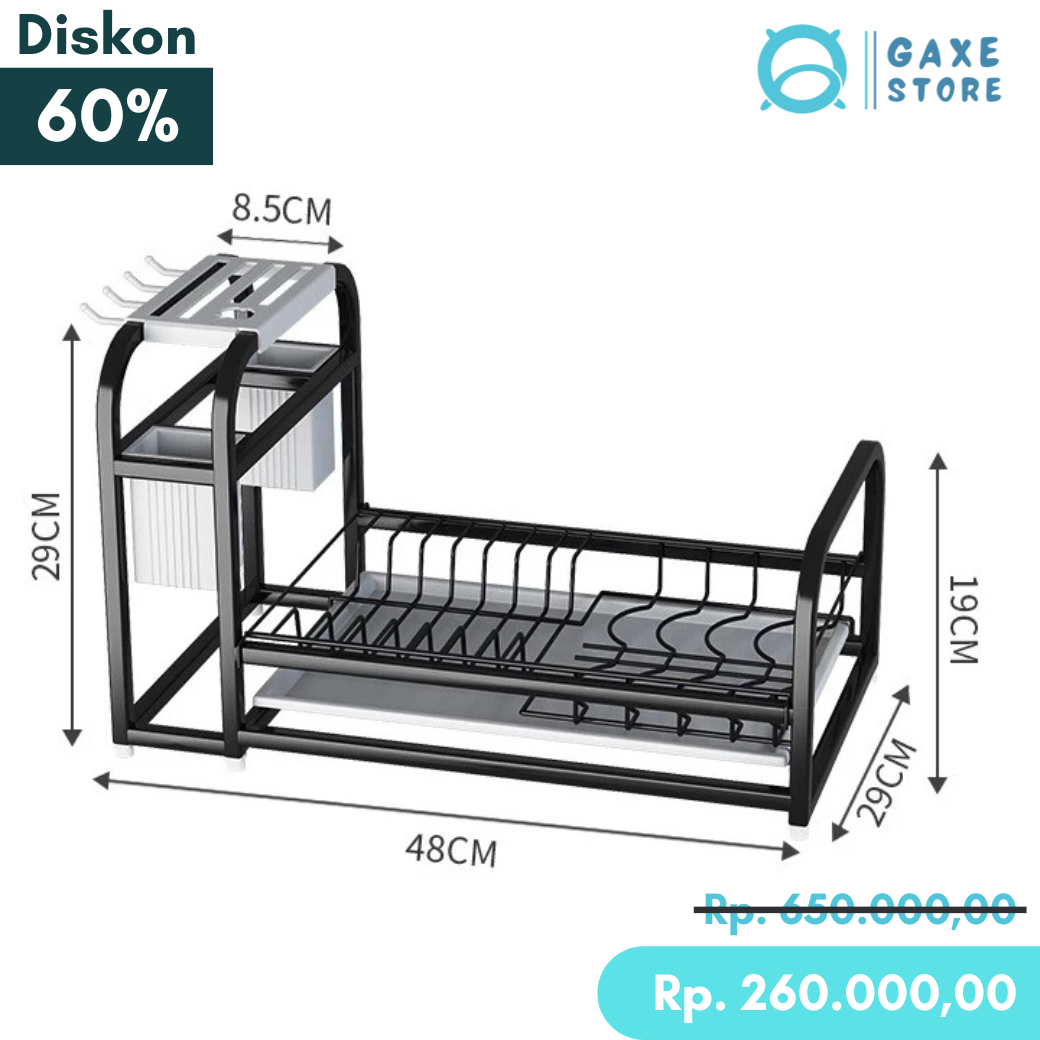 Diskon
60%
GAXE
STORE
8.5CM
29CM
19CM
29CM
48CM
Rp. 650.000,00
Rp. 260.000,00